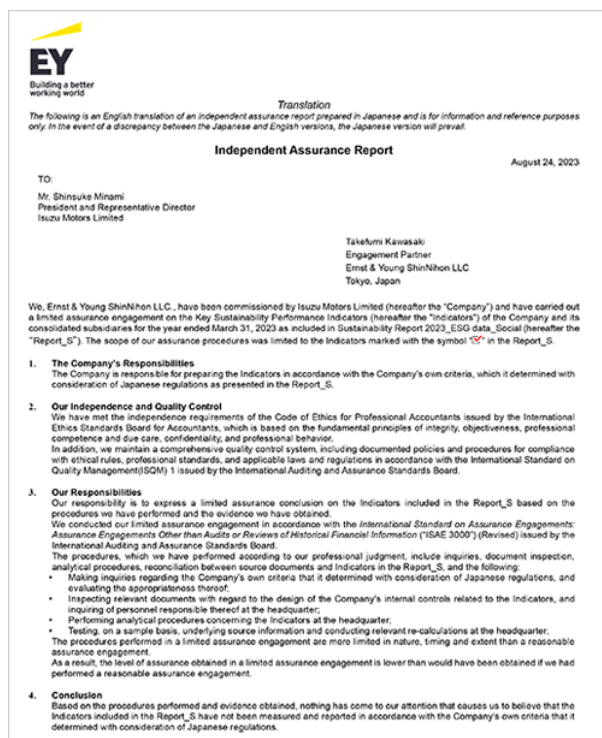 EY
Building a better
working world
Translation
The following is an English translation of an independent assurance report prepared in Japanese and is for information and reference purposes
only. In the event of a discrepancy between the Japanese and English versions, the Japanese version will prevail.
Independent Assurance Report
August 24, 2023
TO:
Mr. Shinsuke Minami
President and Representative Director
Isuzu Motors Limited
Takefumi Kawasaki
Engagement Partner
Ernst & Young ShinNihon LLC
Tokyo, Japan
We, Ernst & Young ShinNihon LLC., have been commissioned by Isuzu Motors Limited (hereafter the "Company") and have carried out
a limited assurance engagement on the Key Sustainability Performance Indicators (hereafter the "Indicators") of the Company and its
consolidated subsidiaries for the year ended March 31, 2023 as included in Sustainability Report 2023_ESG data_Social (hereafter the
"Report_S"). The scope of our assurance procedures was limited to the Indicators marked with the symbol "☑" in the Report_S.
1. The Company's Responsibilities
The Company is responsible for preparing the Indicators in accordance with the Company's own criteria, which it determined with
consideration of Japanese regulations as presented in the Report_S.
2. Our Independence and Quality Control
We have met the independence requirements of the Code of Ethics for Professional Accountants issued by the International
Ethics Standards Board for Accountants, which is based on the fundamental principles of integrity, objectiveness, professional
competence and due care, confidentiality, and professional behavior.
In addition, we maintain a comprehensive quality control system, including documented policies and procedures for compliance
with ethical rules, professional standards, and applicable laws and regulations in accordance with the International Standard on
Quality Management(ISQM) 1 issued by the International Auditing and Assurance Standards Board.
3. Our Responsibilities
Our responsibility is to express a limited assurance conclusion on the Indicators included in the Report_S based on the
procedures we have performed and the evidence we have obtained.
We conducted our limited assurance engagement in accordance with the International Standard on Assurance Engagements:
Assurance Engagements Other than Audits or Reviews of Historical Financial Information ("ISAE 3000") (Revised) issued by the
International Auditing and Assurance Standards Board.
The procedures, which we have performed according to our professional judgment, include inquiries, document inspection,
analytical procedures, reconciliation between source documents and Indicators in the Report_S, and the following:
• Making inquiries regarding the Company's own criteria that it determined with consideration of Japanese regulations, and
evaluating the appropriateness thereof;
• Inspecting relevant documents with regard to the design of the Company's internal controls related to the Indicators, and
inquiring of personnel responsible thereof at the headquarter;
• Performing analytical procedures concerning the Indicators at the headquarter;
• Testing, on a sample basis, underlying source information and conducting relevant re-calculations at the headquarter;
The procedures performed in a limited assurance engagement are more limited in nature, timing and extent than a reasonable
assurance engagement.
As a result, the level of assurance obtained in a limited assurance engagement is lower than would have been obtained if we had
performed a reasonable assurance engagement.
4. Conclusion
Based on the procedures performed and evidence obtained, nothing has come to our attention that causes us to believe that the
Indicators included in the Report_S have not been measured and reported in accordance with the Company's own criteria that it
determined with consideration of Japanese regulations.